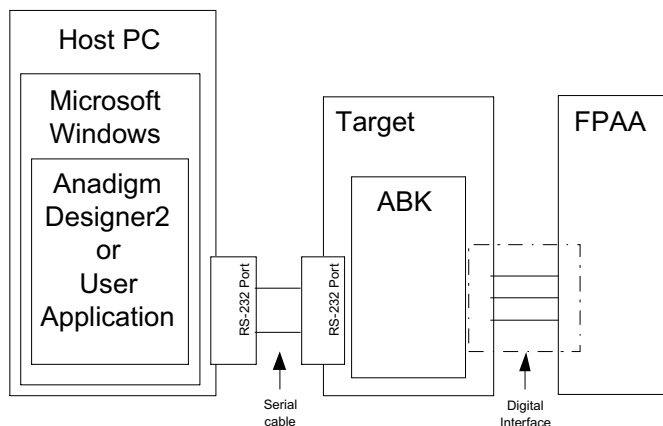 Host PC
Microsoft
Windows
Anadigm
Designer2
or
User
Application
RS-232 Port
Serial
cable
RS-232 Port
Target
ABK
Digital
Interface
FPAA